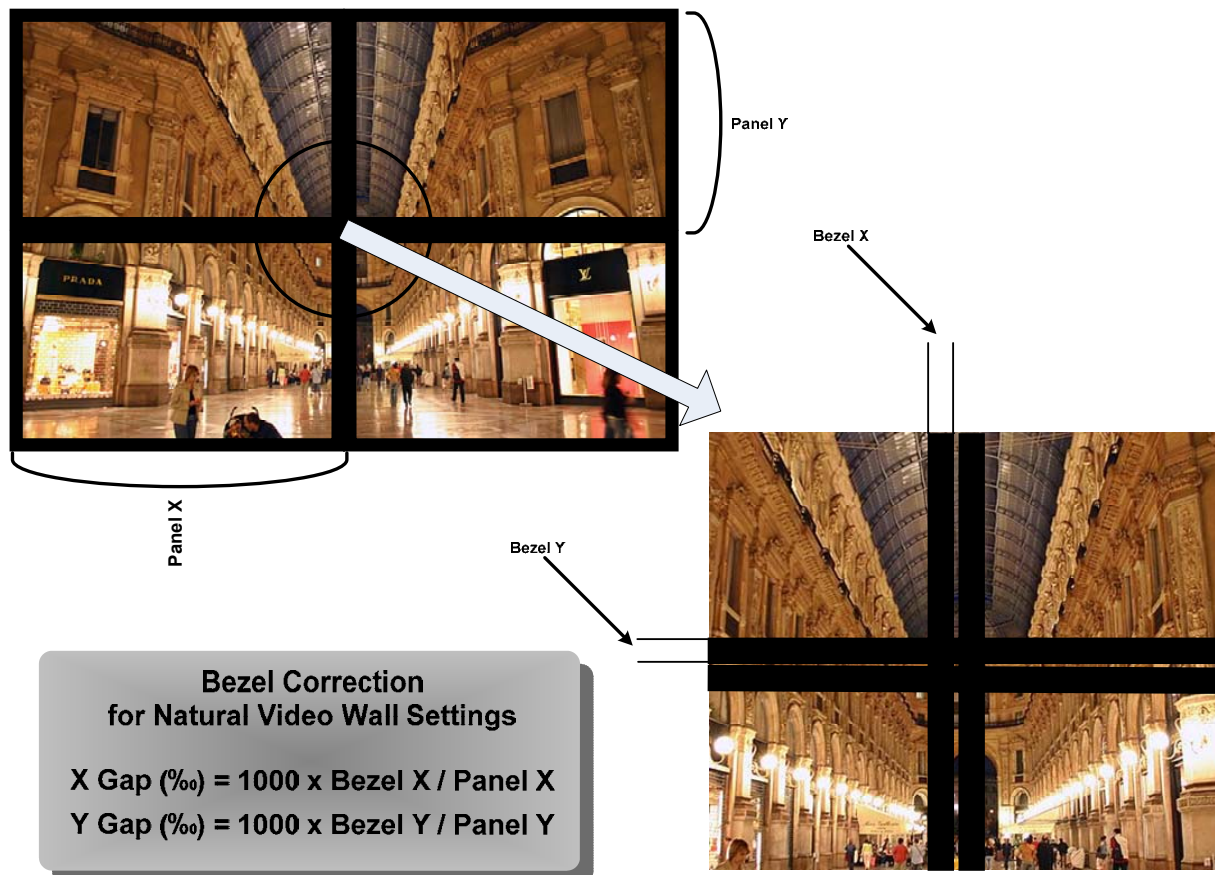 Panel Y
Bezel X
PRADA
LV
Panel X
Bezel Y
Bezel Correction
for Natural Video Wall Settings
X Gap (‰) = 1000 x Bezel X / Panel X
Y Gap (‰) = 1000 x Bezel Y / Panel Y